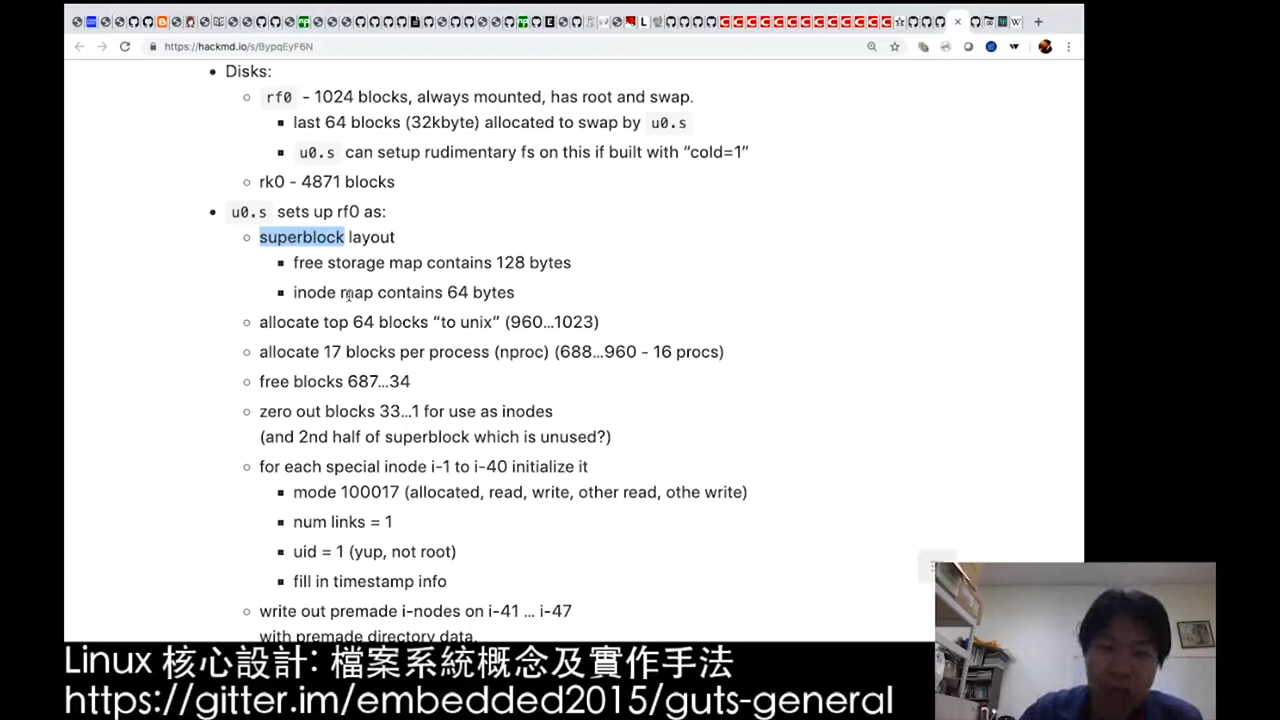 https://hackmd.io/s/BypqEyF6N
Disks:
rf0 - 1024 blocks, always mounted, has root and swap.
last 64 blocks (32kbyte) allocated to swap by u0.s
u0.s can setup rudimentary fs on this if built with “cold=1”
rk0 - 4871 blocks
u0.s sets up rf0 as:
superblock layout
free storage map contains 128 bytes
inode map contains 64 bytes
allocate top 64 blocks “to unix” (960…1023)
allocate 17 blocks per process (nproc) (688…960 - 16 procs)
free blocks 687…34
zero out blocks 33…1 for use as inodes
(and 2nd half of superblock which is unused?)
for each special inode i-1 to i-40 initialize it
mode 100017 (allocated, read, write, other read, othe write)
num links = 1
uid = 1 (yup, not root)
fill in timestamp info
write out premade i-nodes on i-41 … i-47
with premade directory data.
Linux 核心設計: 檔案系統概念及實作手法
https://gitter.im/embedded2015/guts-general